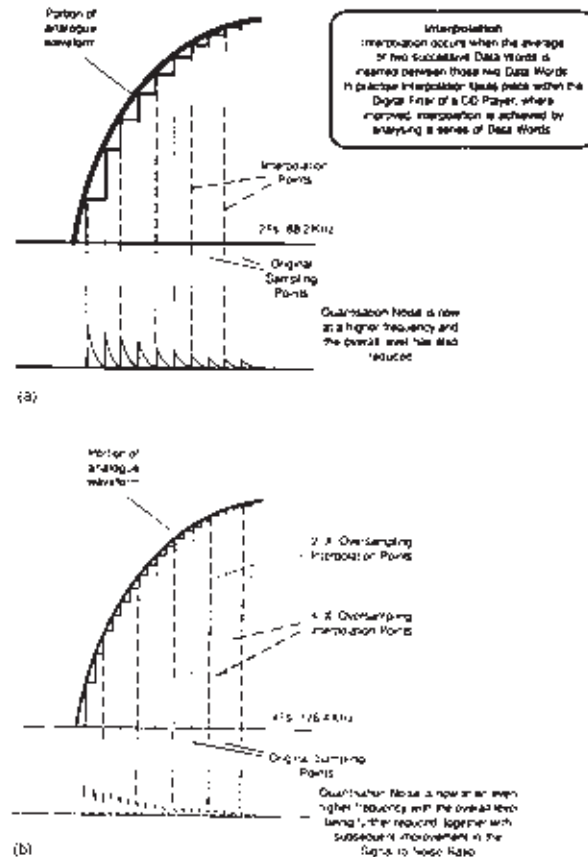 Portion of
analogue
waveform
Interpolation
Interpolation occurs when the average
of two successive Data Words is
inserted between those two Data Words
In practice Interpolation takes place within the
Digital Filter of a CD Player, where
improved interpolation is achieved by
analysing a series of Data Words
Interpolation
Points
2Fs 88.2 KHz
Original
Sampling
Points
Quantisation Noise is now
at a higher frequency and
the overall level has also
reduced
(a)
Portion of
analogue
waveform
2 X Oversampling
Interpolation Points
4 X Oversampling
Interpolation Points
4Fs 176.4 KHz
Original Sampling
Points
Quantisation Noise is now at an even
higher frequency with the overall level
being further reduced together with
subsequent improvement in the
Signal to Noise Ratio
(b)